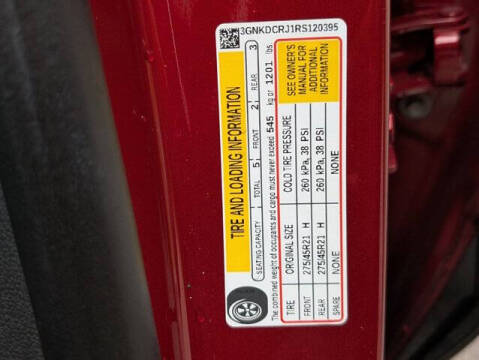 3GNKDCRJ1RS120395
TIRE AND LOADING INFORMATION
SEATING CAPACITY TOTAL 5 FRONT 2 REAR 3
The combined weight of occupants and cargo must never exceed 545 kg or 1201 lbs
TIRE ORIGINAL SIZE COLD TIRE PRESSURE
FRONT 275/45R21 H 260 kPa, 38 PSI
REAR 275/45R21 H 260 kPa, 38 PSI
SPARE NONE NONE
SEE OWNER'S
MANUAL FOR
ADDITIONAL
INFORMATION